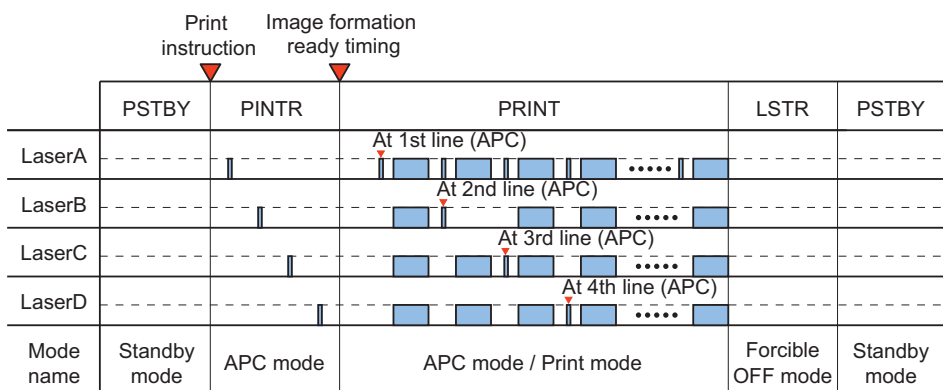 Print
instruction
Image formation
ready timing
PSTBY PINTR PRINT LSTR PSTBY
At 1st line (APC)
LaserA
At 2nd line (APC)
LaserB
At 3rd line (APC)
LaserC
At 4th line (APC)
LaserD
Mode
name
Standby
mode
APC mode
APC mode / Print mode
Forcible
OFF mode
Standby
mode